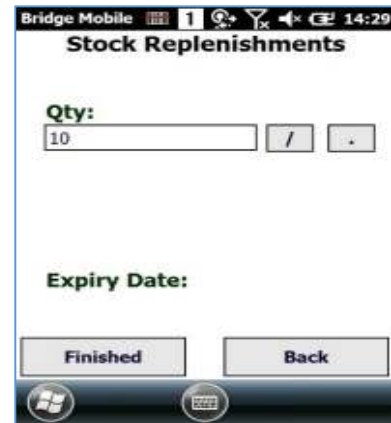 Bridge Mobile 1 14:29
Stock Replenishments
Qty:
10 / .
Expiry Date:
Finished Back